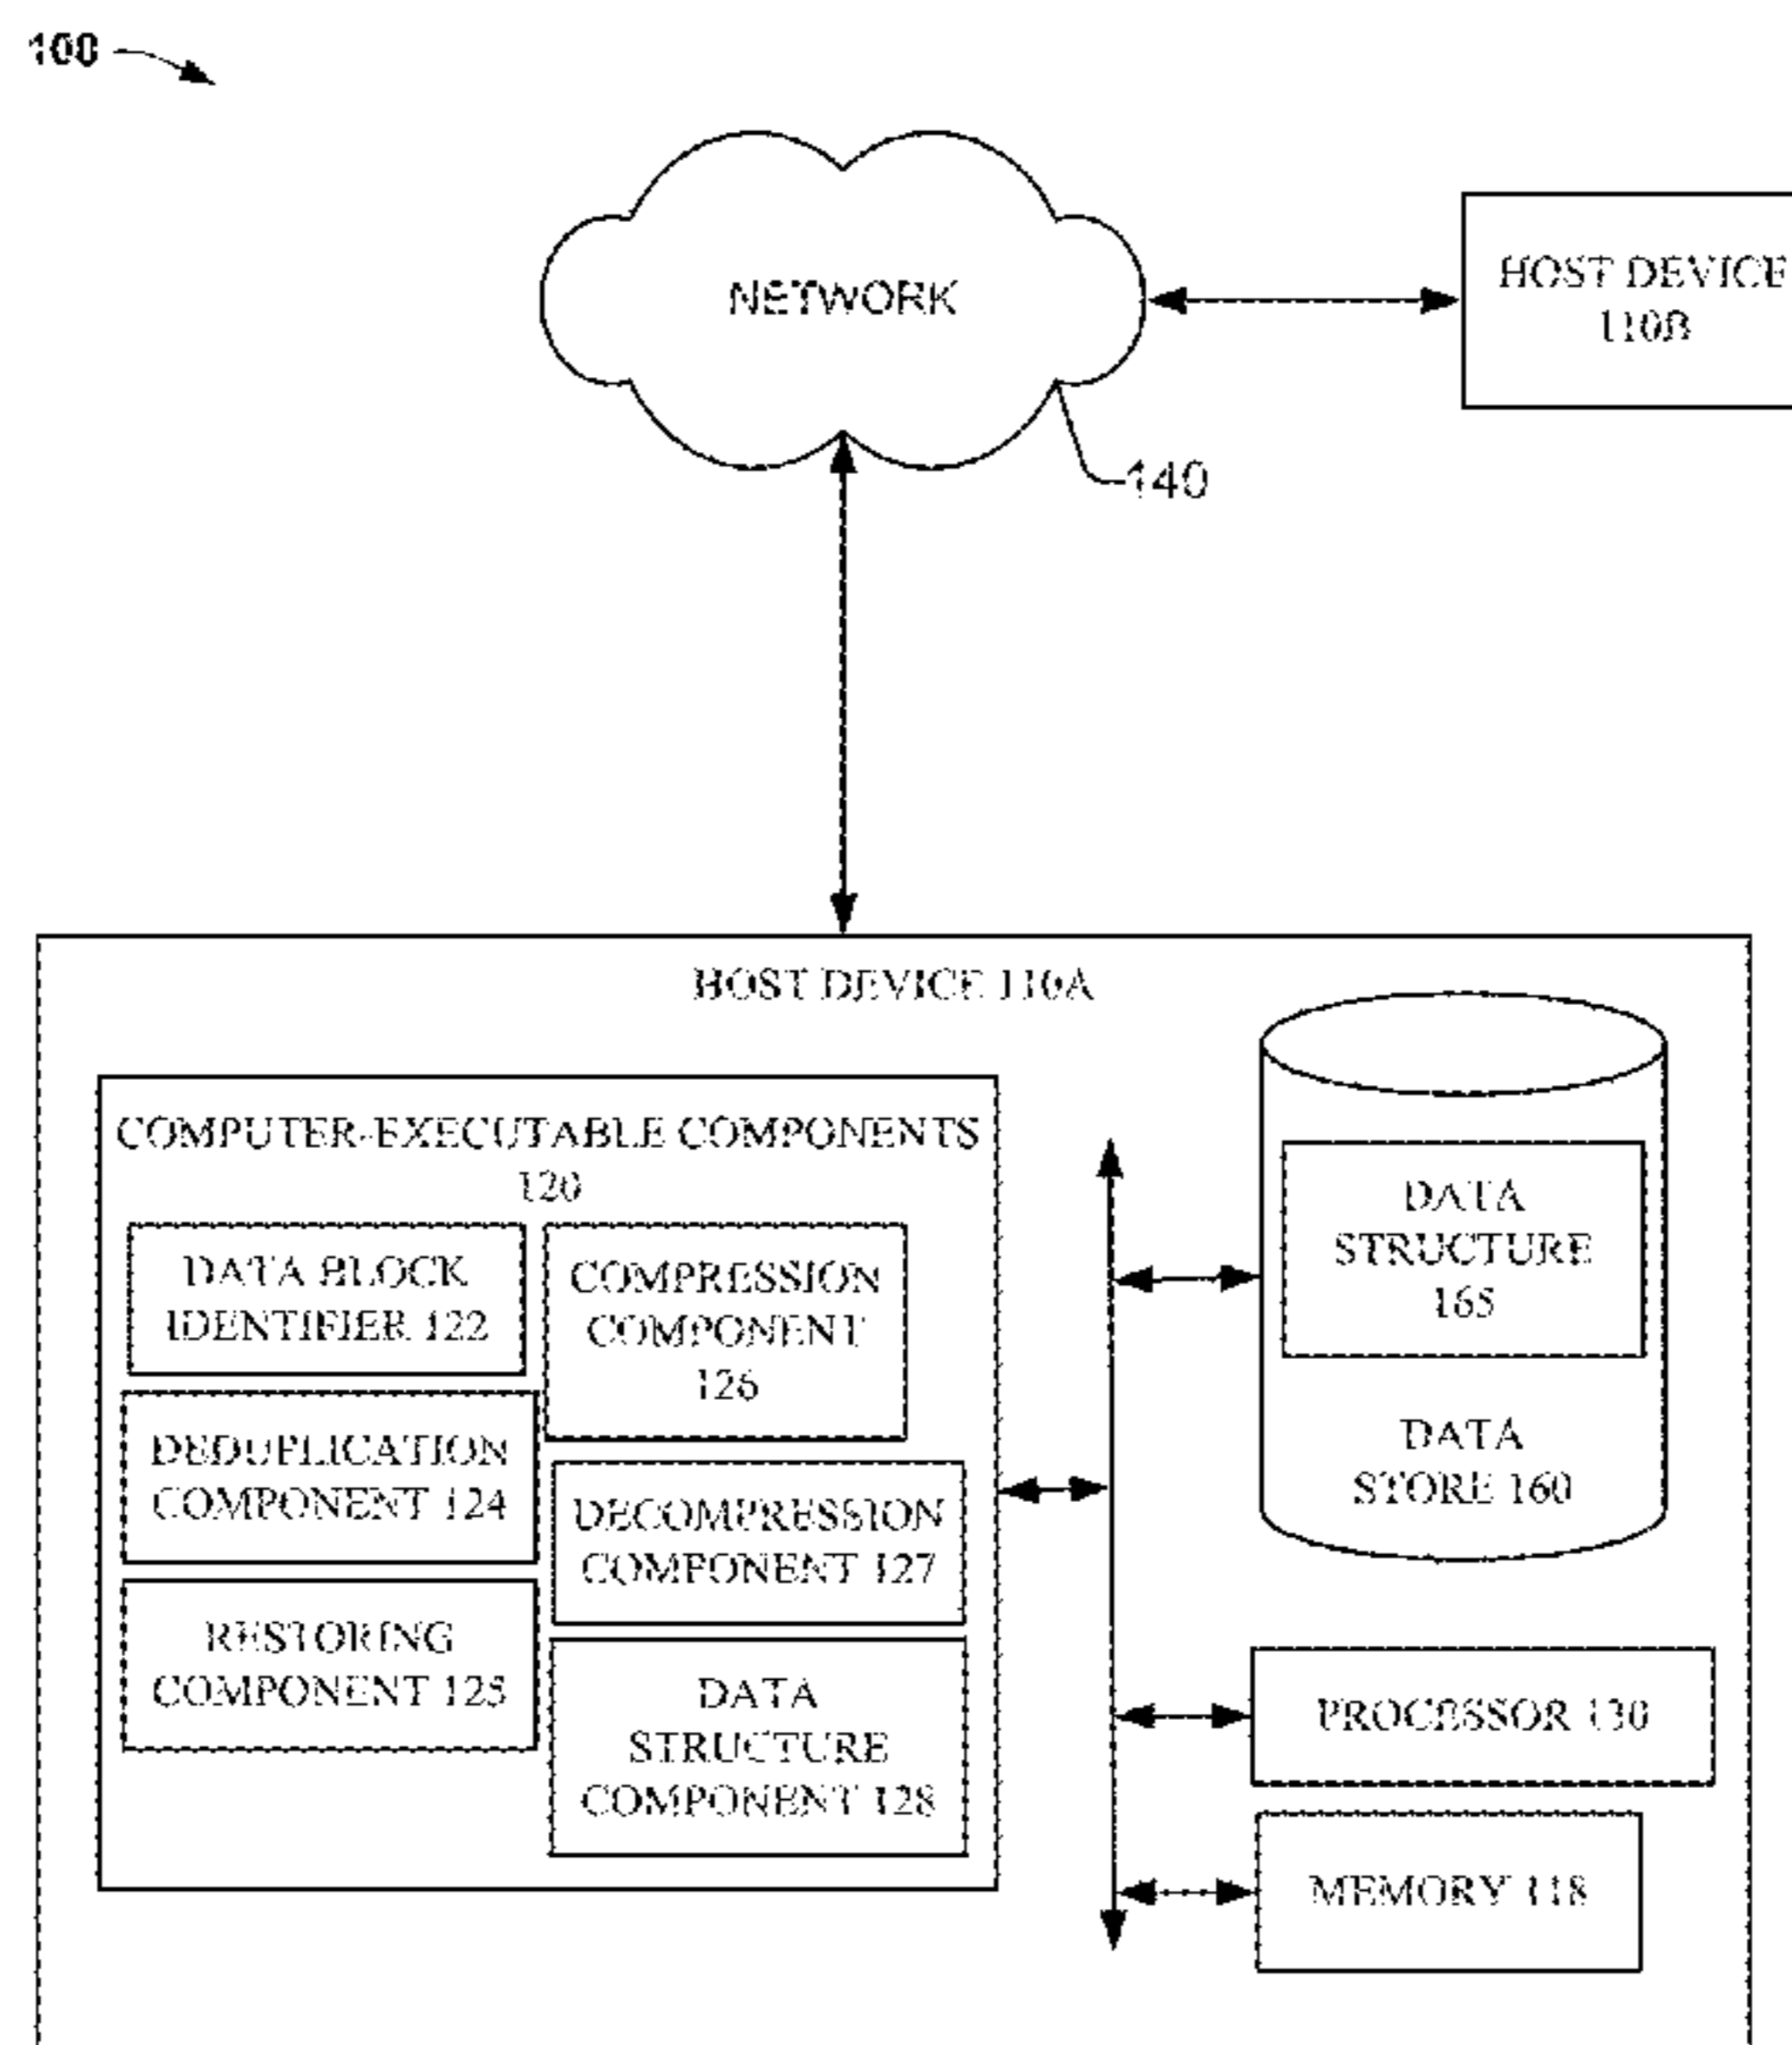 100
NETWORK
HOST DEVICE
110B
140
HOST DEVICE 110A
COMPUTER-EXECUTABLE COMPONENTS
120
DATA BLOCK
IDENTIFIER 122
COMPRESSION
COMPONENT
126
DEDUPLICATION
COMPONENT 124
DECOMPRESSION
COMPONENT 127
RESTORING
COMPONENT 125
DATA
STRUCTURE
COMPONENT 128
DATA
STRUCTURE
165
DATA
STORE 160
PROCESSOR 130
MEMORY 118